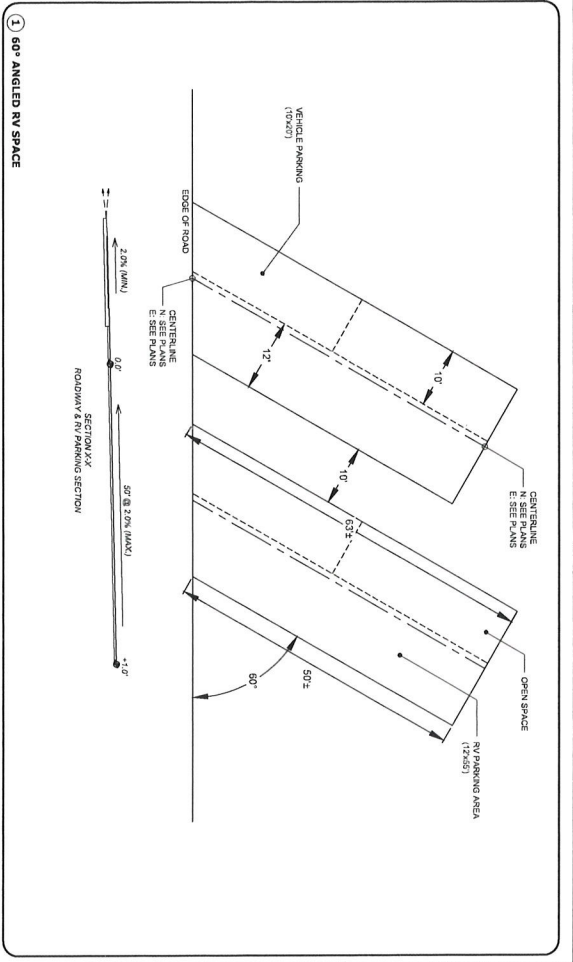 VEHICLE PARKING
(10'x20')
EDGE OF ROAD
CENTERLINE
N: SEE PLANS
E: SEE PLANS
12'
10'
CENTERLINE
N: SEE PLANS
E: SEE PLANS
10'
63'±
OPEN SPACE
RV PARKING AREA
(12'x55')
50'±
60°
2.0% (MIN.)
0.0'
50' @ 2.0% (MAX.)
+1.0'
SECTION X-X
ROADWAY & RV PARKING SECTION
1 60° ANGLED RV SPACE